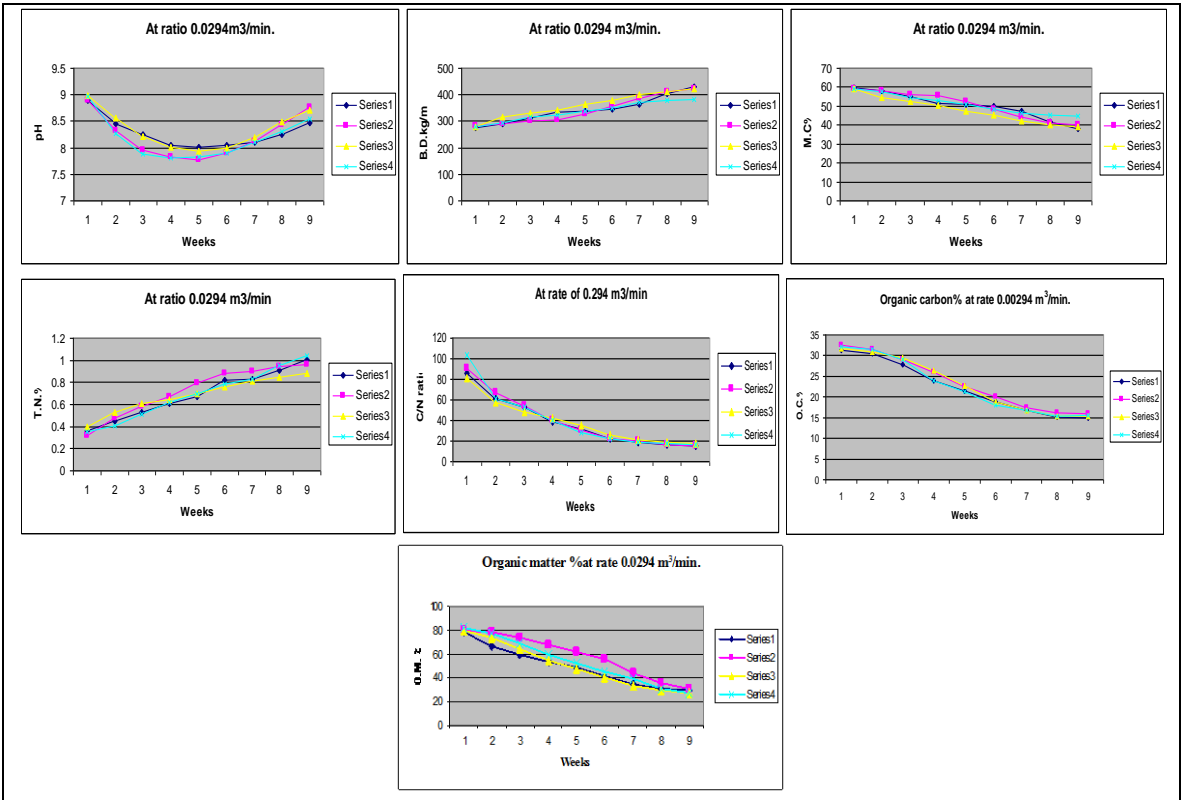 At ratio 0.0294m3/min.
9.5
9
8.5
8
7.5
7
pH
1 2 3 4 5 6 7 8 9
Weeks
Series1
Series2
Series3
Series4
At ratio 0.0294 m3/min.
500
400
300
200
100
0
B.D.kg/m
1 2 3 4 5 6 7 8 9
Weeks
Series1
Series2
Series3
Series4
At ratio 0.0294 m3/min.
70
60
50
40
30
20
10
0
M.C%
1 2 3 4 5 6 7 8 9
Weeks
Series1
Series2
Series3
Series4
At ratio 0.0294 m3/min
1.2
1
0.8
0.6
0.4
0.2
0
T.N.%
1 2 3 4 5 6 7 8 9
Weeks
Series1
Series2
Series3
Series4
At rate of 0.294 m3/min
120
100
80
60
40
20
0
C/N rati
1 2 3 4 5 6 7 8 9
Weeks
Series1
Series2
Series3
Series4
Organic carbon% at rate 0.00294 m³/min.
35
30
25
20
15
10
5
0
O.C.%
1 2 3 4 5 6 7 8 9
Weeks
Series1
Series2
Series3
Series4
Organic matter %at rate 0.0294 m³/min.
100
80
60
40
20
0
O.M. %
1 2 3 4 5 6 7 8 9
Weeks
Series1
Series2
Series3
Series4